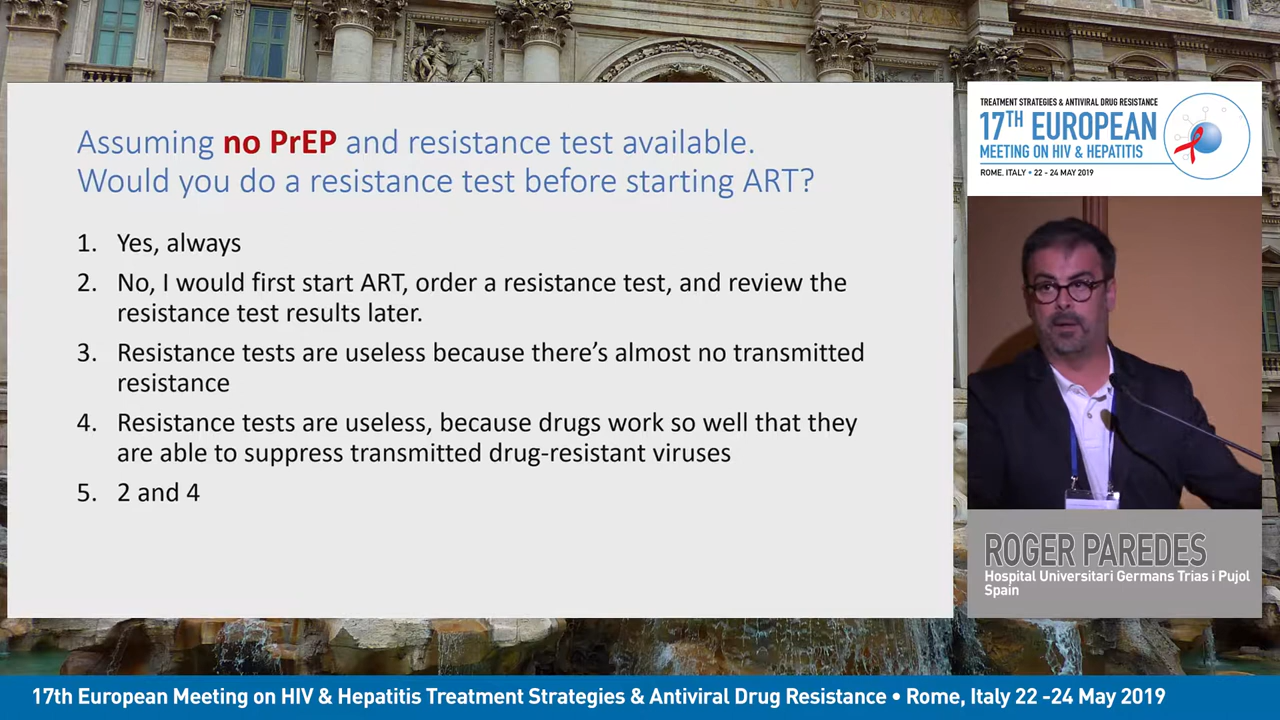 Assuming no PrEP and resistance test available.
Would you do a resistance test before starting ART?
1. Yes, always
2. No, I would first start ART, order a resistance test, and review the
resistance test results later.
3. Resistance tests are useless because there's almost no transmitted
resistance
4. Resistance tests are useless, because drugs work so well that they
are able to suppress transmitted drug-resistant viruses
5. 2 and 4
TREATMENT STRATEGIES & ANTIVIRAL DRUG RESISTANCE
17TH EUROPEAN
MEETING ON HIV & HEPATITIS
ROME, ITALY • 22 - 24 MAY 2019
ROGER PAREDES
Hospital Universitari Germans Trias i Pujol
Spain
17th European Meeting on HIV & Hepatitis Treatment Strategies & Antiviral Drug Resistance • Rome, Italy 22 -24 May 2019